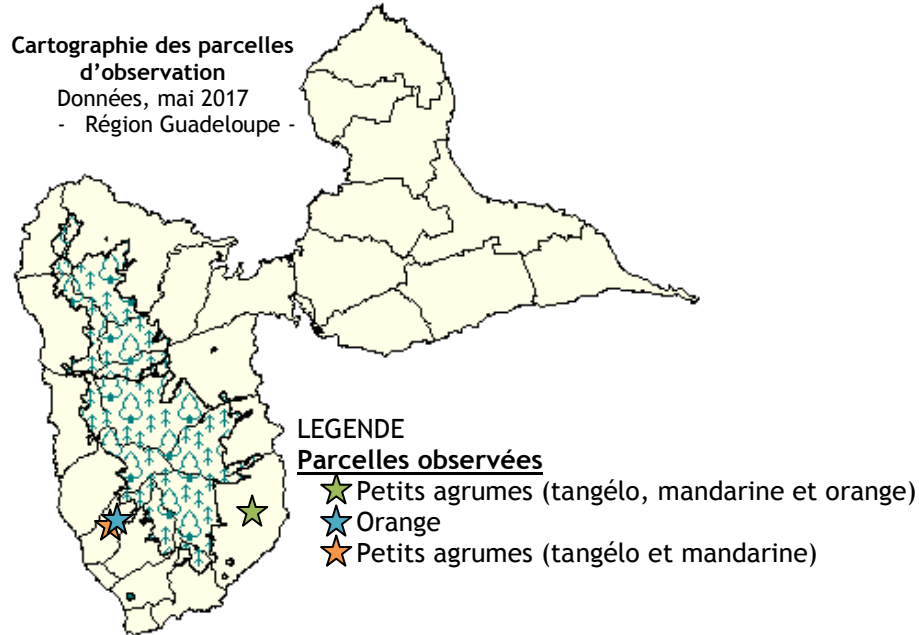 Cartographie des parcelles
d’observation
Données, mai 2017
- Région Guadeloupe -
LEGENDE
Parcelles observées
Petits agrumes (tangélo, mandarine et orange)
Orange
Petits agrumes (tangélo et mandarine)